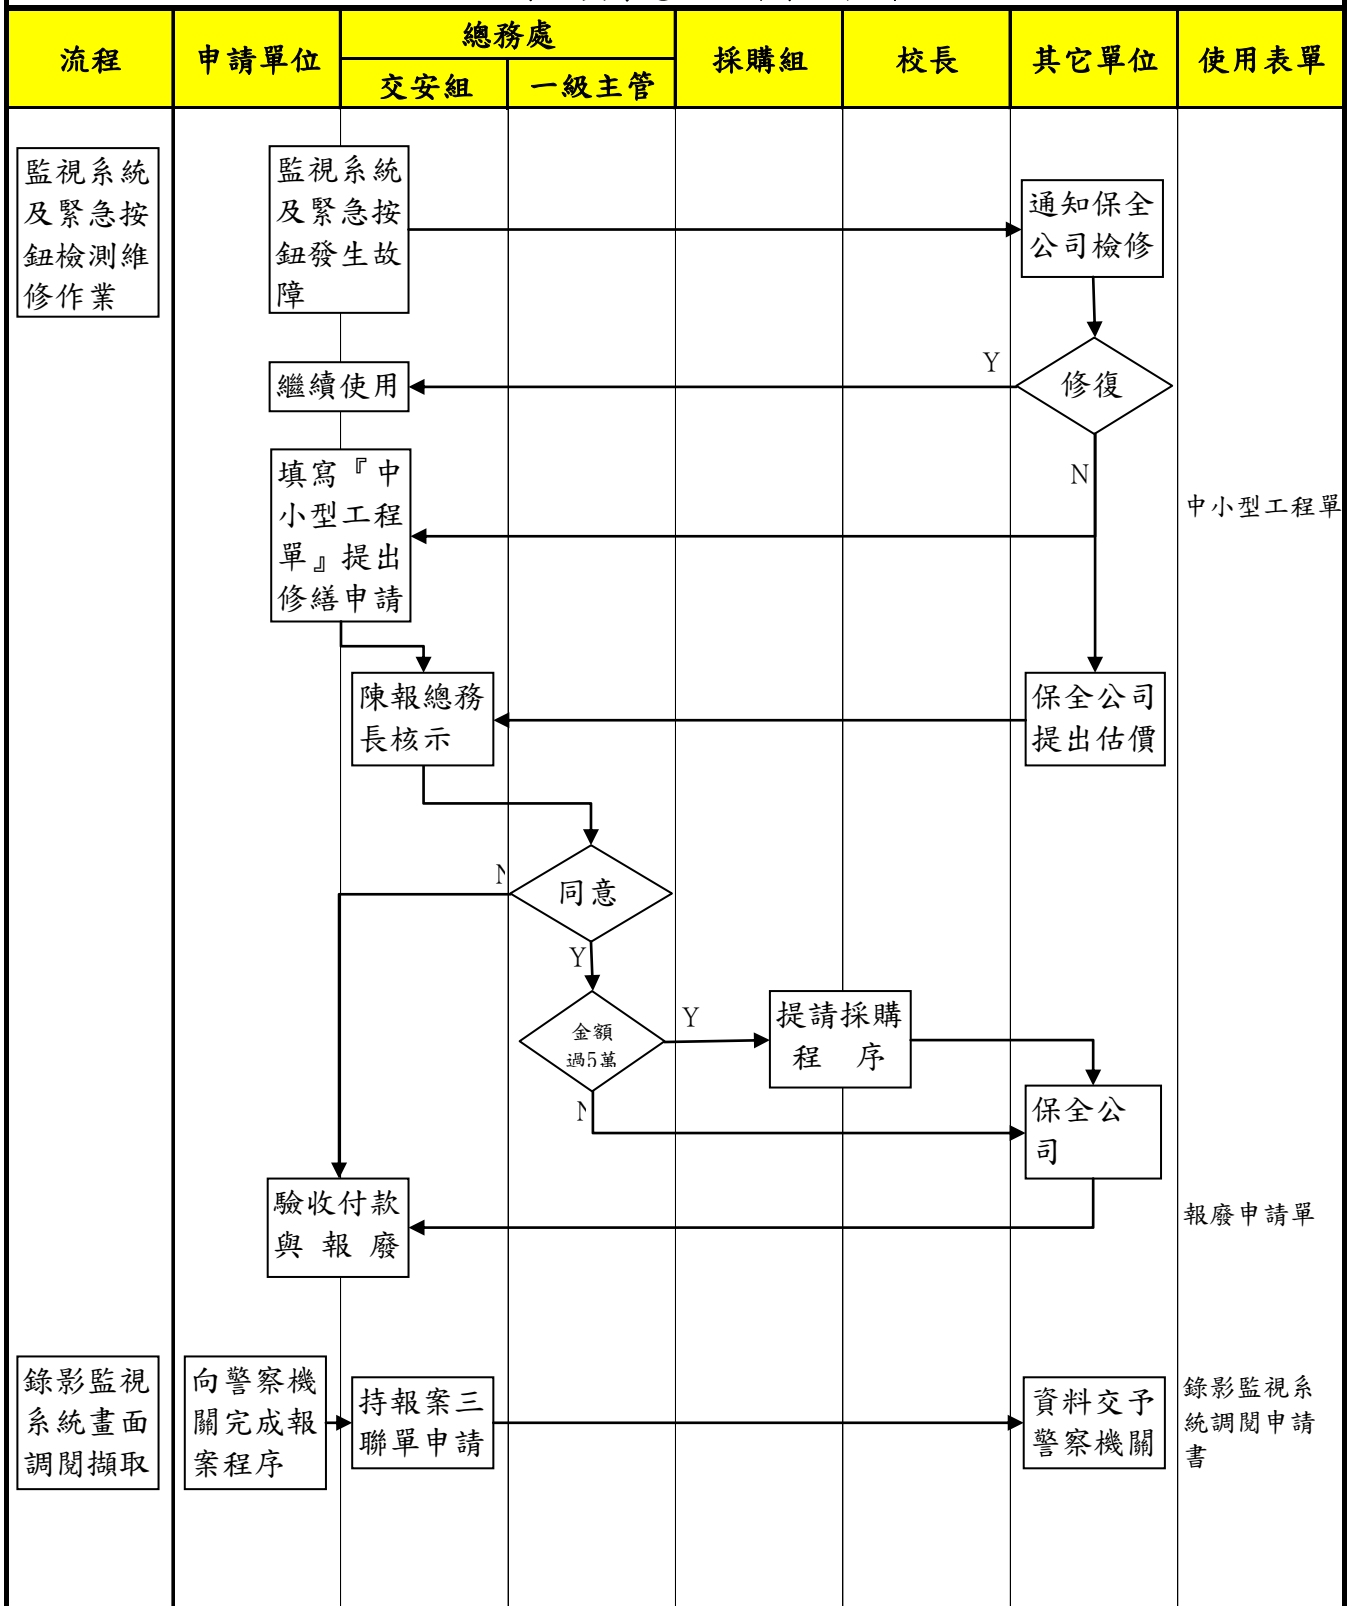 流程
申請單位
總務處
交安組
一級主管
採購組
校長
其它單位
使用表單
監視系統
及緊急按
鈕檢測維
修作業
監視系統
及緊急按
鈕發生故
障
通知保全
公司檢修
修復
Y
繼續使用
N
填寫『中
小型工程
單』提出
修繕申請
中小型工程單
陳報總務
長核示
保全公司
提出估價
同意
N
Y
金額
過5萬
Y
提請採購
程 序
N
保全公
司
驗收付款
與 報 廢
報廢申請單
錄影監視
系統畫面
調閱擷取
向警察機
關完成報
案程序
持報案三
聯單申請
資料交予
警察機關
錄影監視系
統調閱申請
書